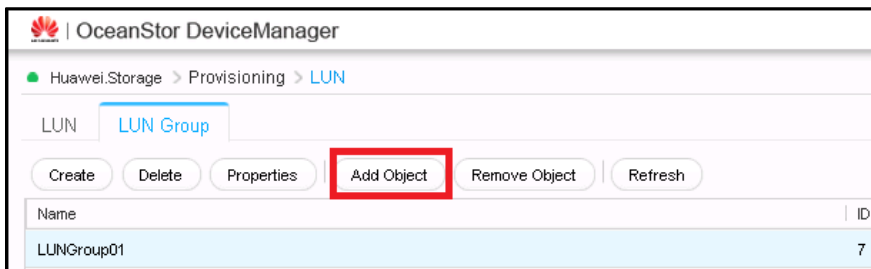 OceanStor DeviceManager
Huawei.Storage > Provisioning > LUN
LUN LUN Group
Create Delete Properties Add Object Remove Object Refresh
Name ID
LUNGroup01 7